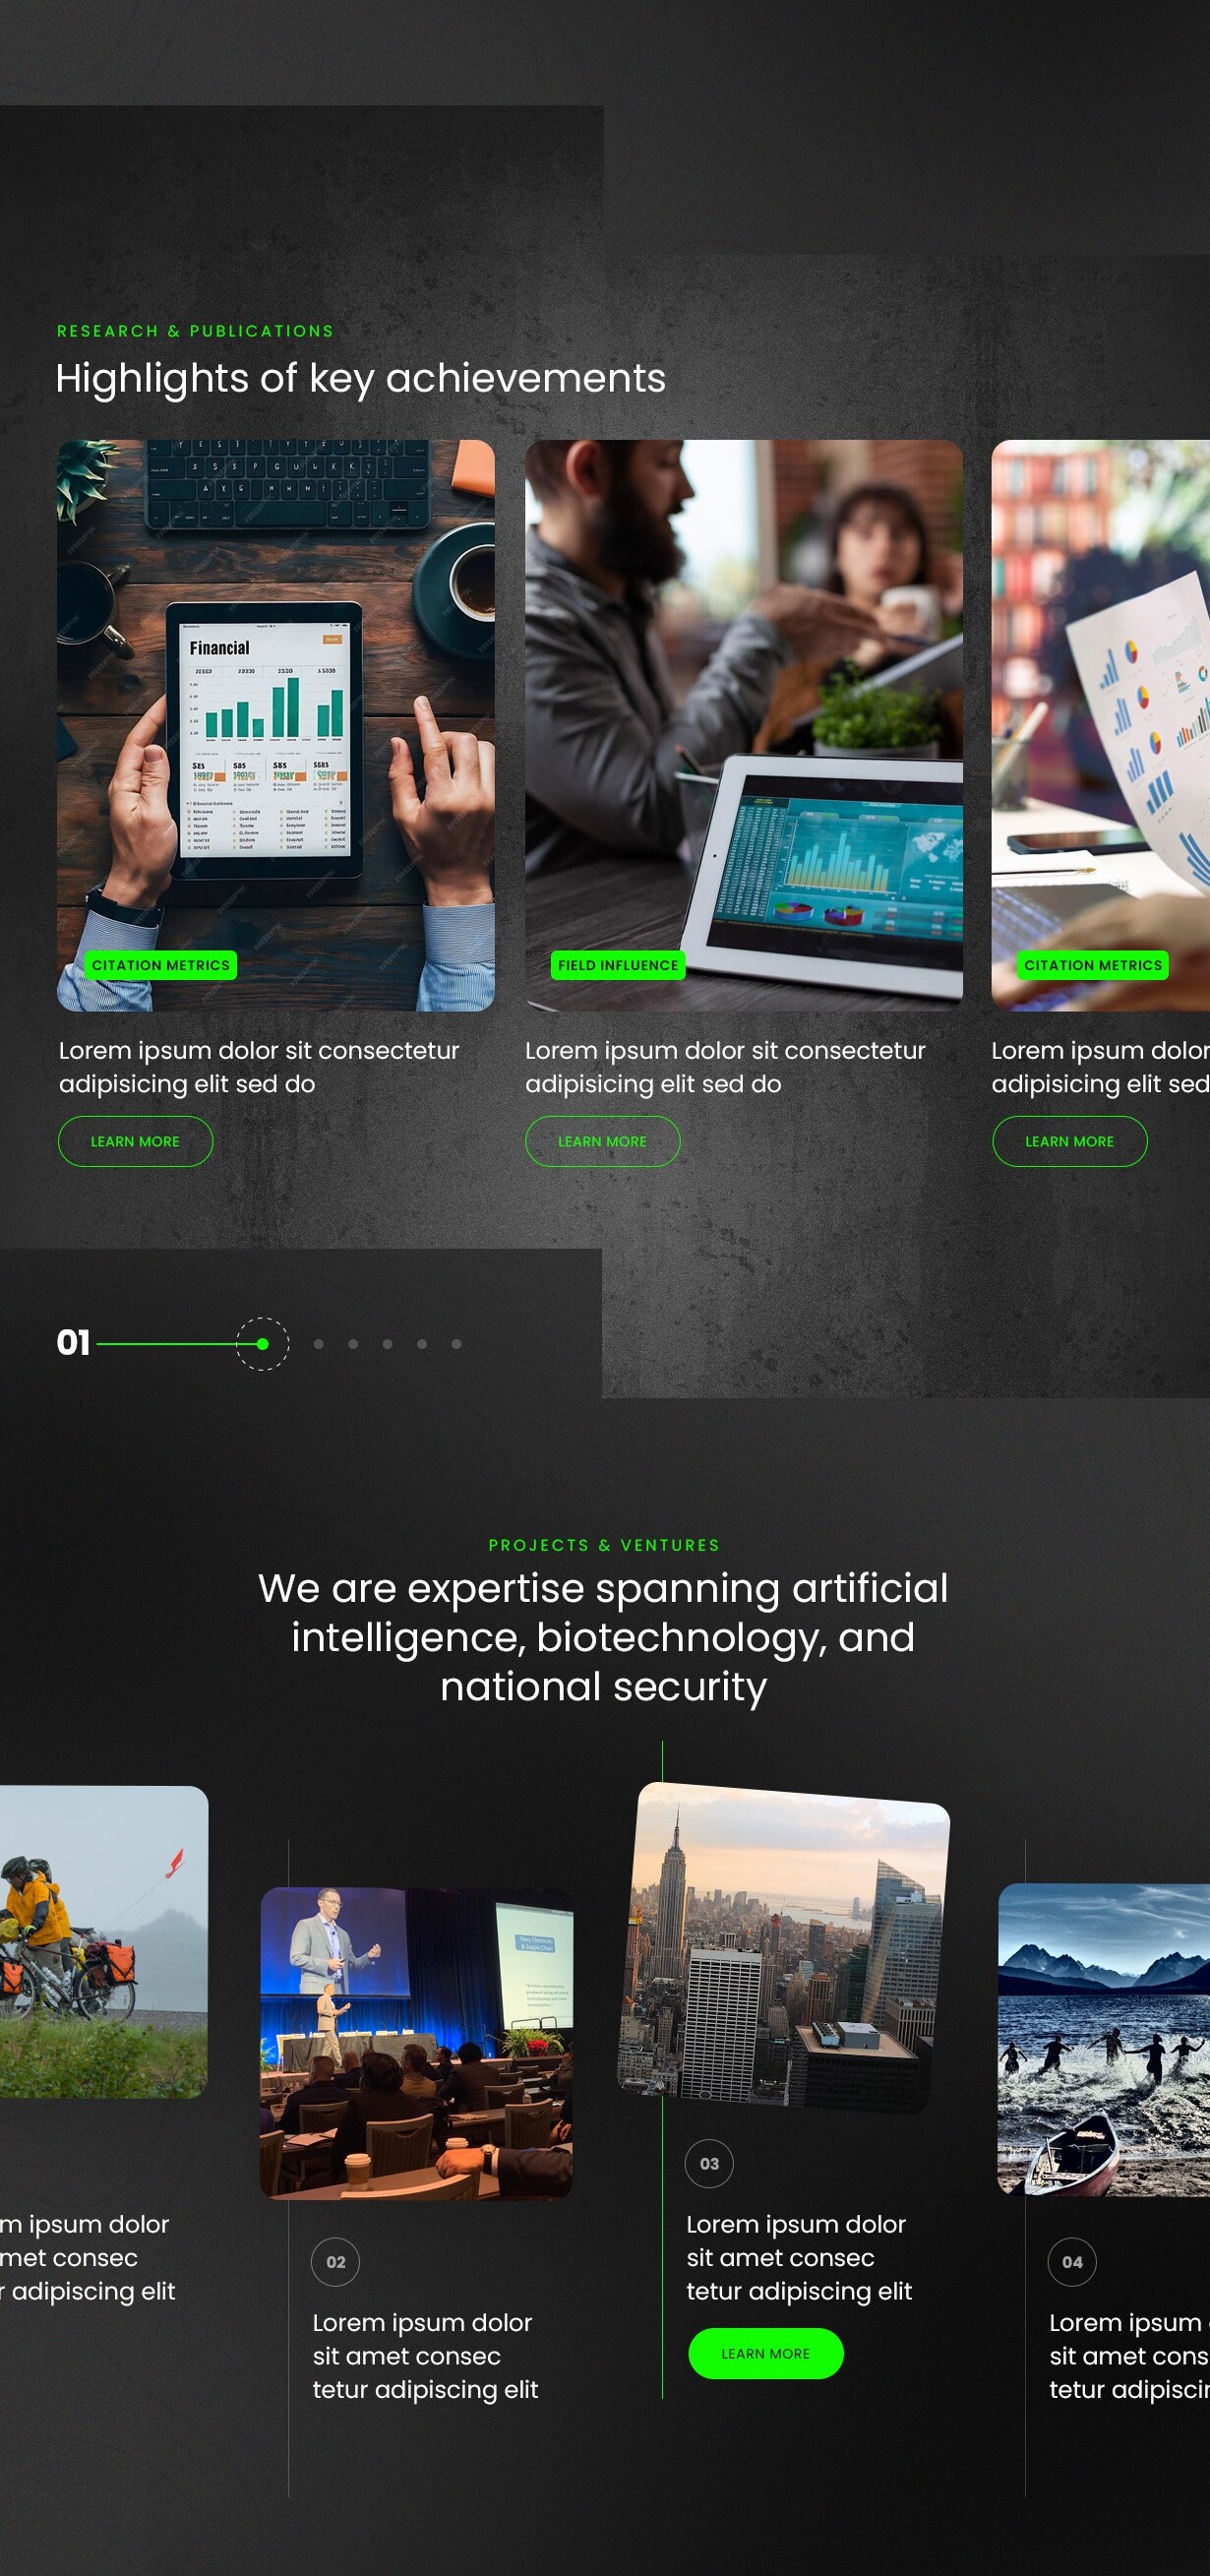 RESEARCH & PUBLICATIONS
Highlights of key achievements
Financial
CITATION METRICS
FIELD INFLUENCE
CITATION METRICS
Lorem ipsum dolor sit consectetur
adipisicing elit sed do
LEARN MORE
Lorem ipsum dolor sit consectetur
adipisicing elit sed do
LEARN MORE
Lorem ipsum dolor
adipisicing elit sed
LEARN MORE
01
PROJECTS & VENTURES
We are expertise spanning artificial
intelligence, biotechnology, and
national security
m ipsum dolor
met consec
r adipiscing elit
02
Lorem ipsum dolor
sit amet consec
tetur adipiscing elit
03
Lorem ipsum dolor
sit amet consec
tetur adipiscing elit
LEARN MORE
04
Lorem ipsum
sit amet cons
tetur adipiscin